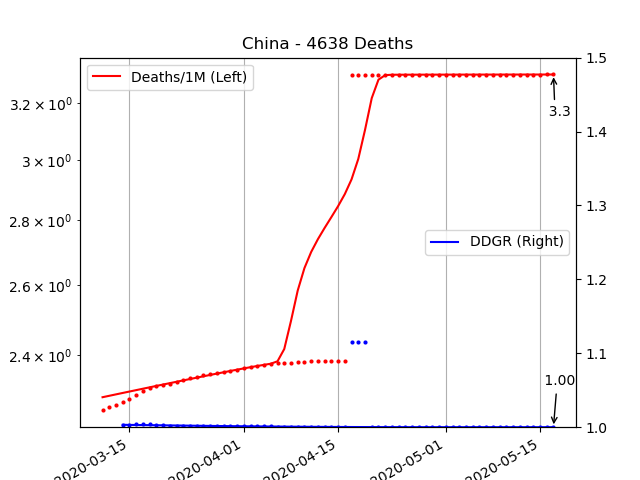 China - 4638 Deaths
Deaths/1M (Left)
DDGR (Right)
3.3
1.00
3.2 × 10⁰
3 × 10⁰
2.8 × 10⁰
2.6 × 10⁰
2.4 × 10⁰
1.5
1.4
1.3
1.2
1.1
1.0
2020-03-15
2020-04-01
2020-04-15
2020-05-01
2020-05-15